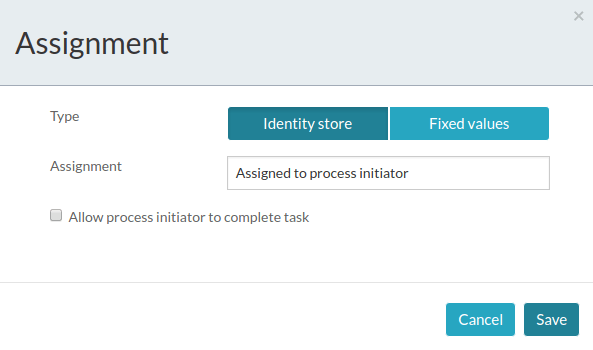 ×
Assignment
Type
Identity store
Fixed values
Assignment
Assigned to process initiator
Allow process initiator to complete task
Cancel
Save